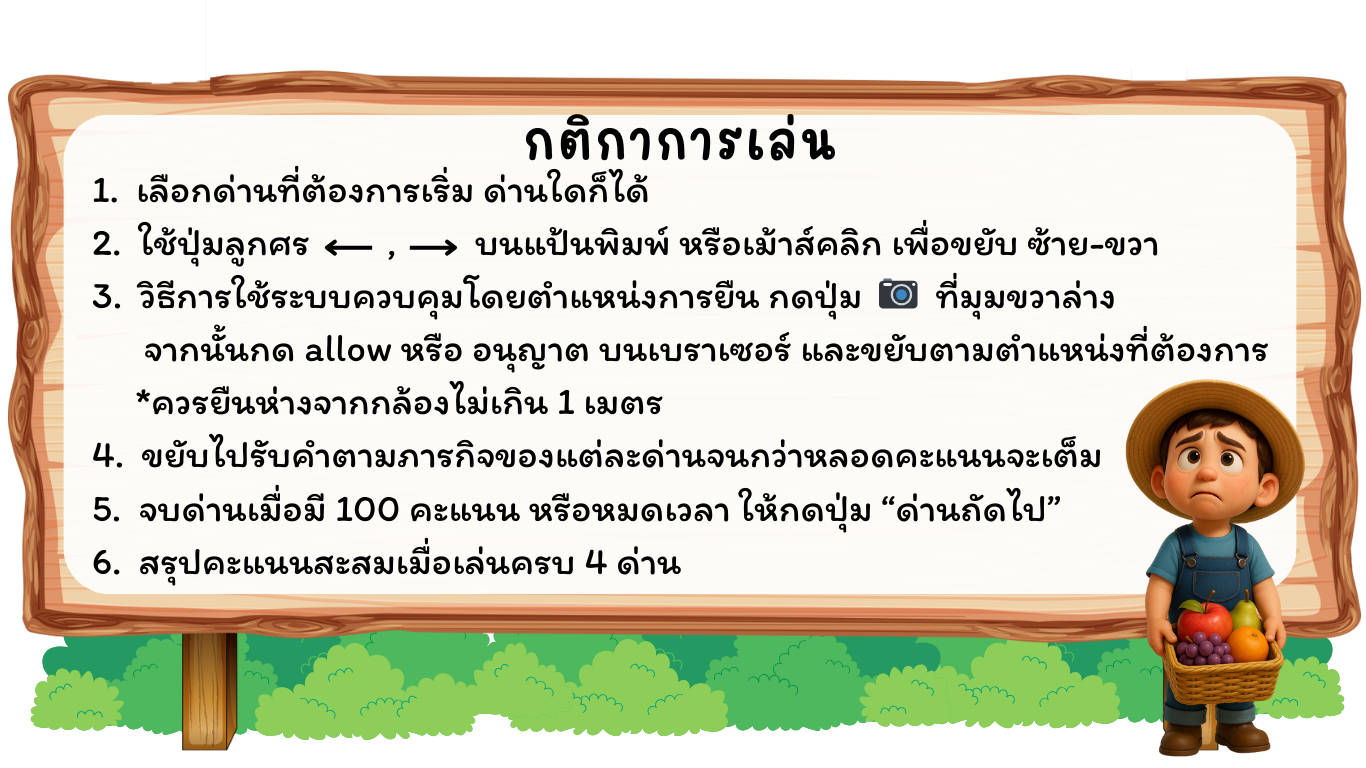 กติกาการเล่น
1. เลือกด่านที่ต้องการเริ่ม ด่านใดก็ได้
2. ใช้ปุ่มลูกศร ← , → บนแป้นพิมพ์ หรือเม้าส์คลิก เพื่อขยับ ซ้าย-ขวา
3. วิธีการใช้ระบบควบคุมโดยตำแหน่งการยืน กดปุ่ม 📷 ที่มุมขวาล่าง
จากนั้นกด allow หรือ อนุญาต บนเบราเซอร์ และขยับตามตำแหน่งที่ต้องการ
*ควรยืนห่างจากกล้องไม่เกิน 1 เมตร
4. ขยับไปรับคำตามภารกิจของแต่ละด่านจนกว่าหลอดคะแนนจะเต็ม
5. จบด่านเมื่อมี 100 คะแนน หรือหมดเวลา ให้กดปุ่ม “ด่านถัดไป”
6. สรุปคะแนนสะสมเมื่อเล่นครบ 4 ด่าน